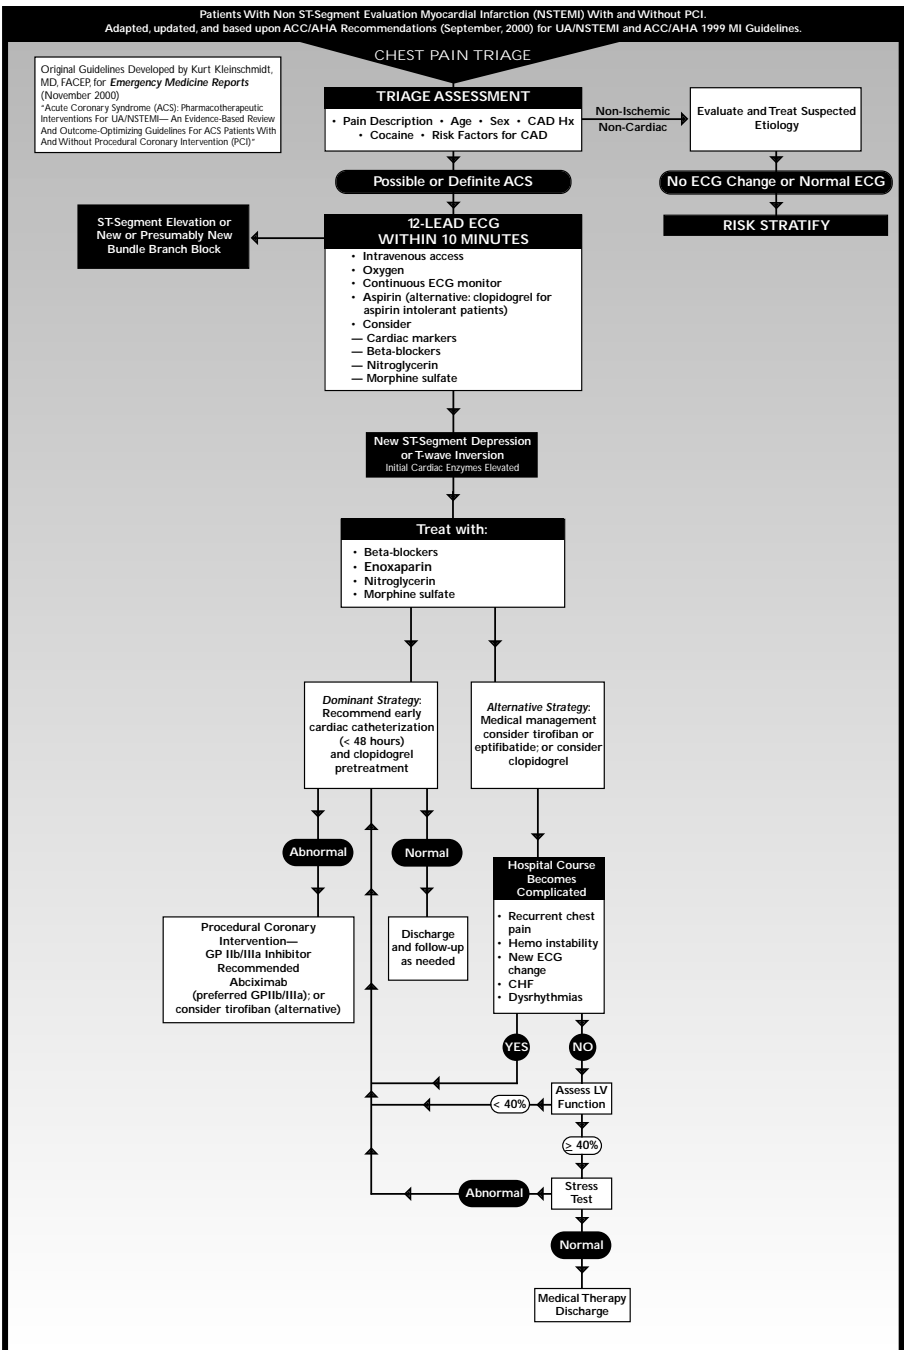 Patients With Non ST-Segment Evaluation Myocardial Infarction (NSTEMI) With and Without PCI.
Adapted, updated, and based upon ACC/AHA Recommendations (September, 2000) for UA/NSTEMI and ACC/AHA 1999 MI Guidelines.
CHEST PAIN TRIAGE
Original Guidelines Developed by Kurt Kleinschmidt,
MD, FACEP, for Emergency Medicine Reports
(November 2000)
"Acute Coronary Syndrome (ACS): Pharmacotherapeutic
Interventions For UA/NSTEMI— An Evidence-Based Review
And Outcome-Optimizing Guidelines For ACS Patients With
And Without Procedural Coronary Intervention (PCI)"
TRIAGE ASSESSMENT
• Pain Description • Age • Sex • CAD Hx
• Cocaine • Risk Factors for CAD
Non-Ischemic
Non-Cardiac
Evaluate and Treat Suspected
Etiology
Possible or Definite ACS
No ECG Change or Normal ECG
RISK STRATIFY
ST-Segment Elevation or
New or Presumably New
Bundle Branch Block
12-LEAD ECG
WITHIN 10 MINUTES
• Intravenous access
• Oxygen
• Continuous ECG monitor
• Aspirin (alternative: clopidogrel for
aspirin intolerant patients)
• Consider
— Cardiac markers
— Beta-blockers
— Nitroglycerin
— Morphine sulfate
New ST-Segment Depression
or T-wave Inversion
Initial Cardiac Enzymes Elevated
Treat with:
• Beta-blockers
• Enoxaparin
• Nitroglycerin
• Morphine sulfate
Dominant Strategy:
Recommend early
cardiac catheterization
(< 48 hours)
and clopidogrel
pretreatment
Alternative Strategy:
Medical management
consider tirofiban or
eptifibatide; or consider
clopidogrel
Abnormal
Normal
Procedural Coronary
Intervention—
GP IIb/IIIa Inhibitor
Recommended
Abciximab
(preferred GPIIb/IIIa); or
consider tirofiban (alternative)
Discharge
and follow-up
as needed
Hospital Course
Becomes
Complicated
• Recurrent chest
pain
• Hemo instability
• New ECG
change
• CHF
• Dysrhythmias
YES
NO
Assess LV
Function
< 40%
≥ 40%
Stress
Test
Abnormal
Normal
Medical Therapy
Discharge